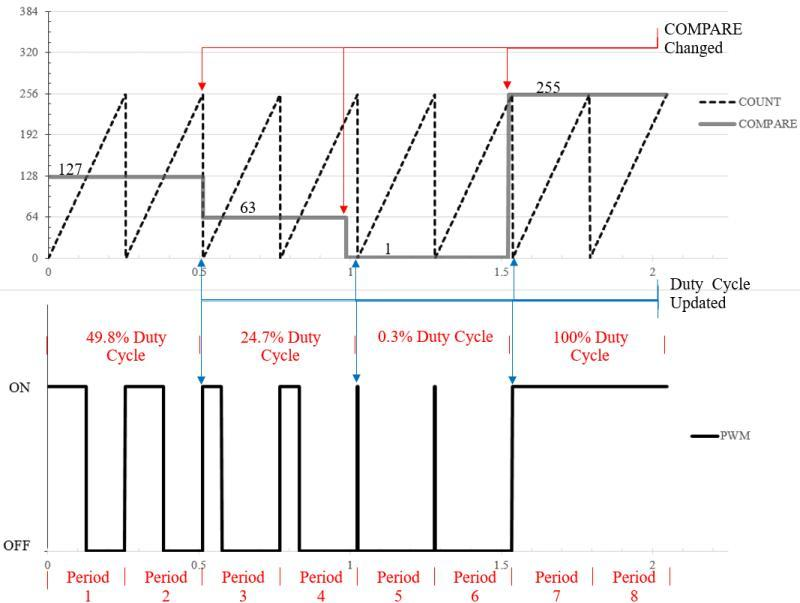 384
320
256
192
128
64
0
0
0.5
1
1.5
2
127
63
1
255
COMPARE
Changed
COUNT
COMPARE
Duty Cycle
Updated
49.8% Duty
Cycle
24.7% Duty
Cycle
0.3% Duty Cycle
100% Duty
Cycle
ON
OFF
PWM
0
0.5
1
1.5
2
Period
1
Period
2
Period
3
Period
4
Period
5
Period
6
Period
7
Period
8